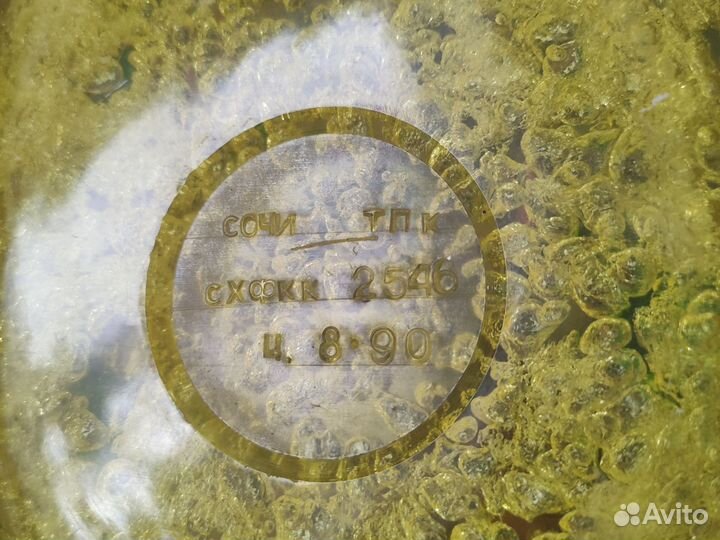 СОЧИ ТПК
СХФКК 2546
Ц. 8-90
Avito